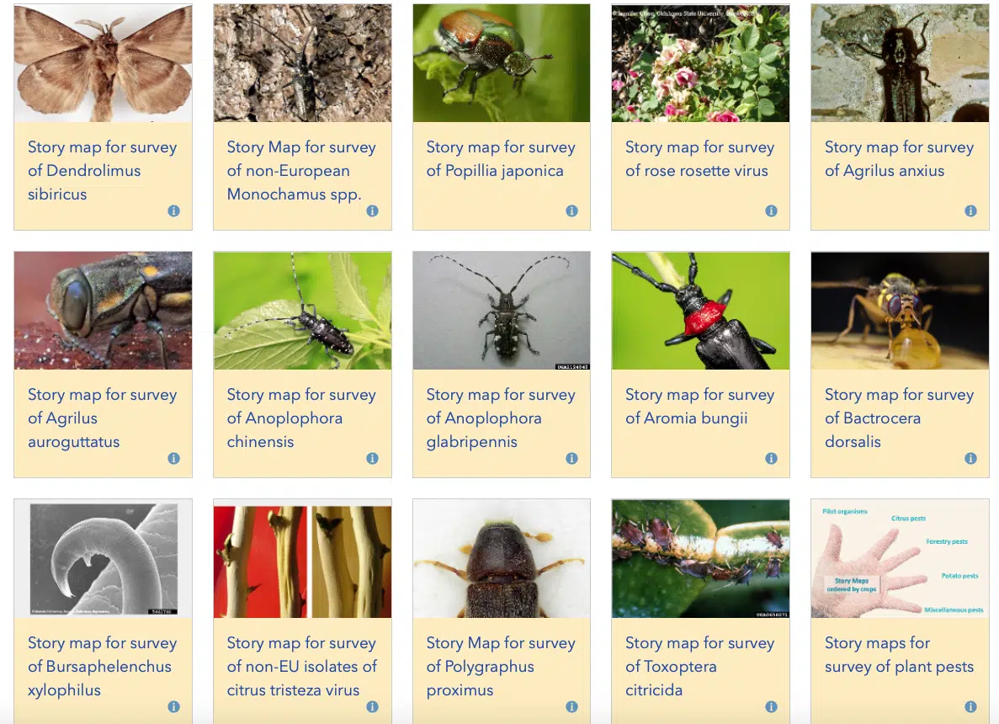 © Jennifer Olson, Oklahoma State University, Bugwood.org
Story map for survey
of Dendrolimus
sibiricus
Story Map for survey
of non-European
Monochamus spp.
Story map for survey
of Popillia japonica
Story map for survey
of rose rosette virus
Story map for survey
of Agrilus anxius
UGA1124042
Story map for survey
of Agrilus
auroguttatus
Story map for survey
of Anoplophora
chinensis
Story map for survey
of Anoplophora
glabripennis
Story map for survey
of Aromia bungii
Story map for survey
of Bactrocera
dorsalis
Pilot organisms
Citrus pests
Forestry pests
Potato pests
Story Maps
ordered by crops
Miscellaneous pests
Story map for survey
of Bursaphelenchus
xylophilus
Story map for survey
of non-EU isolates of
citrus tristeza virus
Story Map for survey
of Polygraphus
proximus
Story map for survey
of Toxoptera
citricida
Story maps for
survey of plant pests